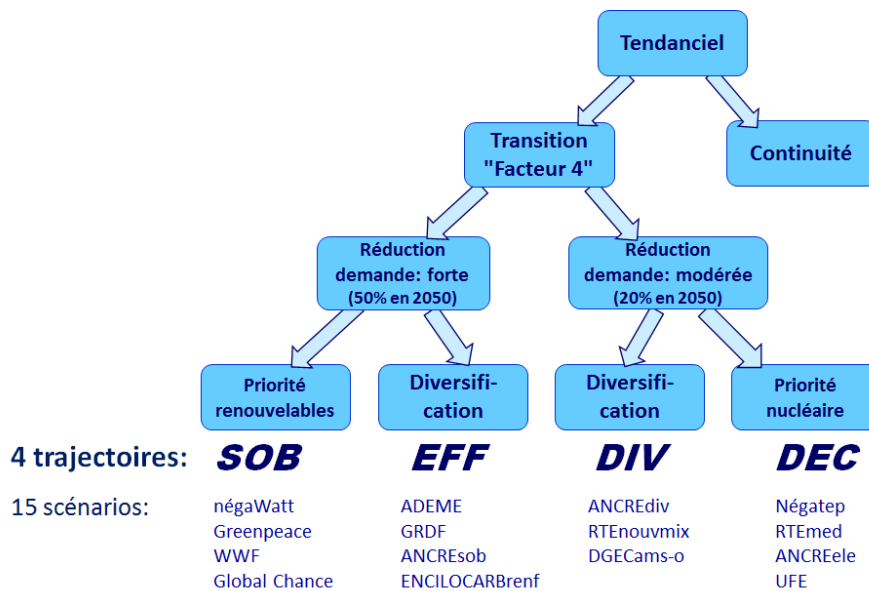 Tendanciel
Transition
"Facteur 4"
Continuité
Réduction
demande: forte
(50% en 2050)
Réduction
demande: modérée
(20% en 2050)
Priorité
renouvelables
Diversifi-
cation
Diversifi-
cation
Priorité
nucléaire
4 trajectoires:
SOB
EFF
DIV
DEC
15 scénarios:
négaWatt
Greenpeace
WWF
Global Chance
ADEME
GRDF
ANCREsob
ENCILOCARBrenf
ANCREdiv
RTEnouvmix
DGECams-o
Négatep
RTEmed
ANCREele
UFE